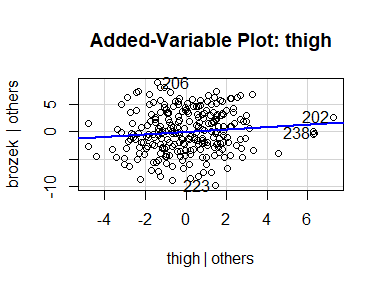 Added-Variable Plot: thigh
brozek | others
5
0
-10
206
202
238
223
-4 -2 0 2 4 6
thigh | others